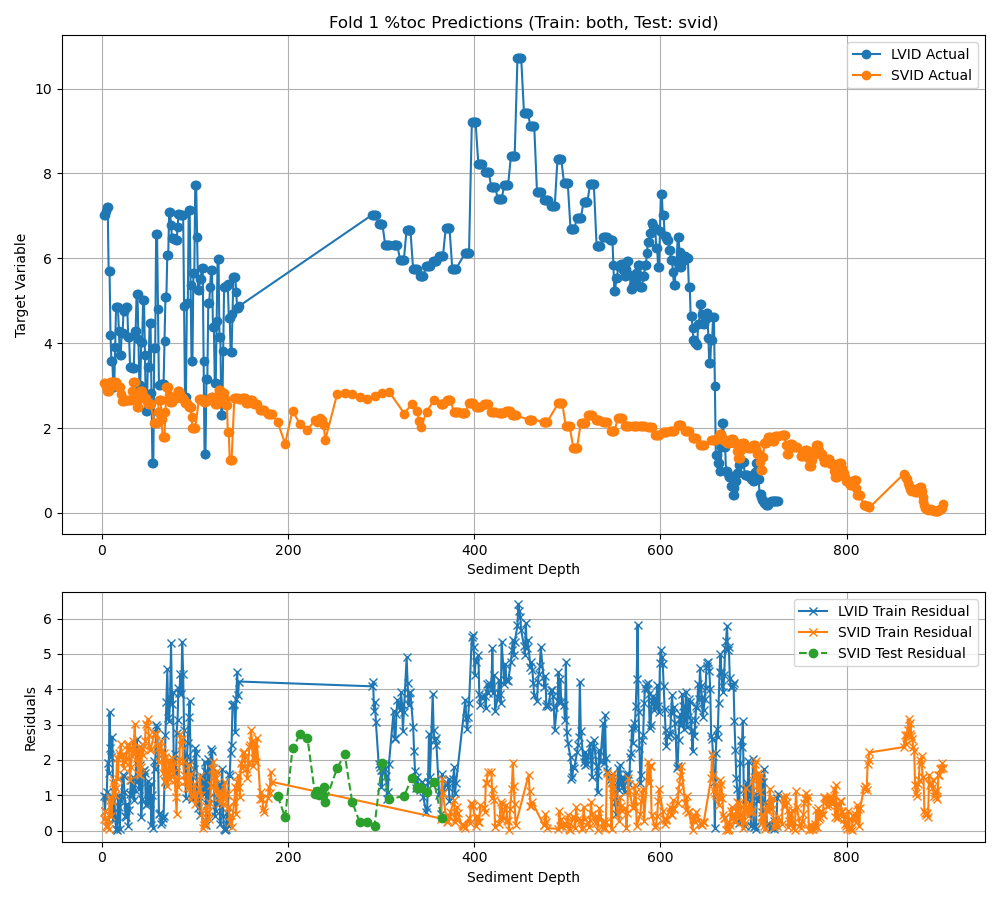 Fold 1 %toc Predictions (Train: both, Test: svid)
LVID Actual
SVID Actual
Target Variable
10
8
6
4
2
0
0 200 400 600 800
Sediment Depth
LVID Train Residual
SVID Train Residual
SVID Test Residual
Residuals
6
5
4
3
2
1
0
0 200 400 600 800
Sediment Depth